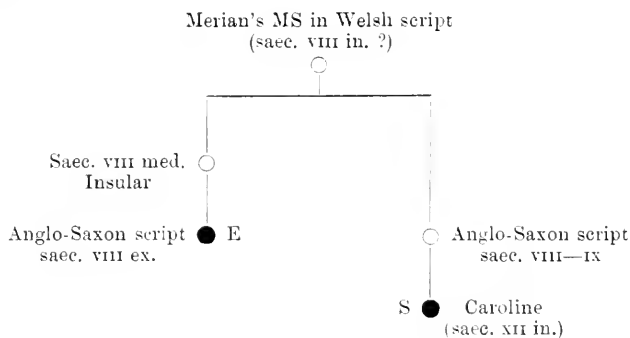 Merian's MS in Welsh script
(saec. VIII in. ?)
Saec. VIII med.
Insular
Anglo-Saxon script
saec. VIII ex.
E
Anglo-Saxon script
saec. VIII—IX
S
Caroline
(saec. XII in.)